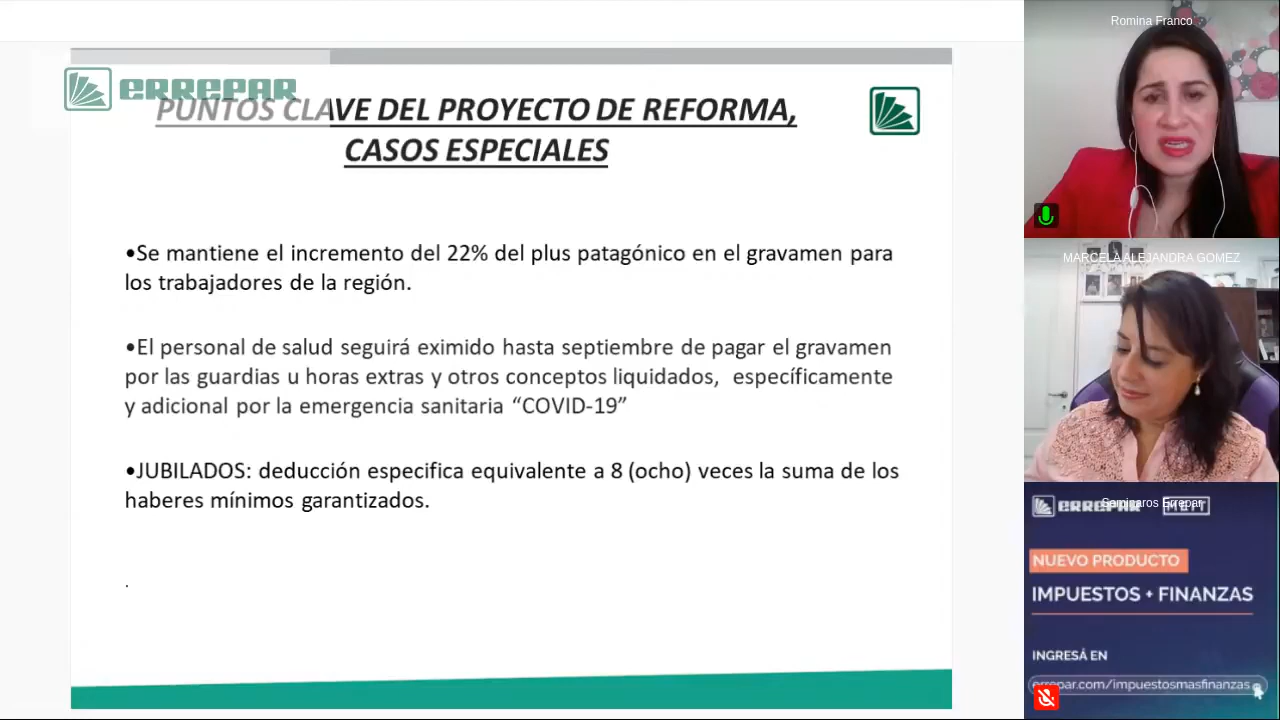 errepar
PUNTOS CLAVE DEL PROYECTO DE REFORMA,
CASOS ESPECIALES
•Se mantiene el incremento del 22% del plus patagónico en el gravamen para
los trabajadores de la región.
•El personal de salud seguirá eximido hasta septiembre de pagar el gravamen
por las guardias u horas extras y otros conceptos liquidados, específicamente
y adicional por la emergencia sanitaria “COVID-19”
•JUBILADOS: deducción especifica equivalente a 8 (ocho) veces la suma de los
haberes mínimos garantizados.
.
Romina Franco
MARCELA ALEJANDRA GOMEZ
Seminaros Errepar
errepar
NUEVO PRODUCTO
IMPUESTOS + FINANZAS
INGRESÁ EN
errepar.com/impuestosmasfinanzas